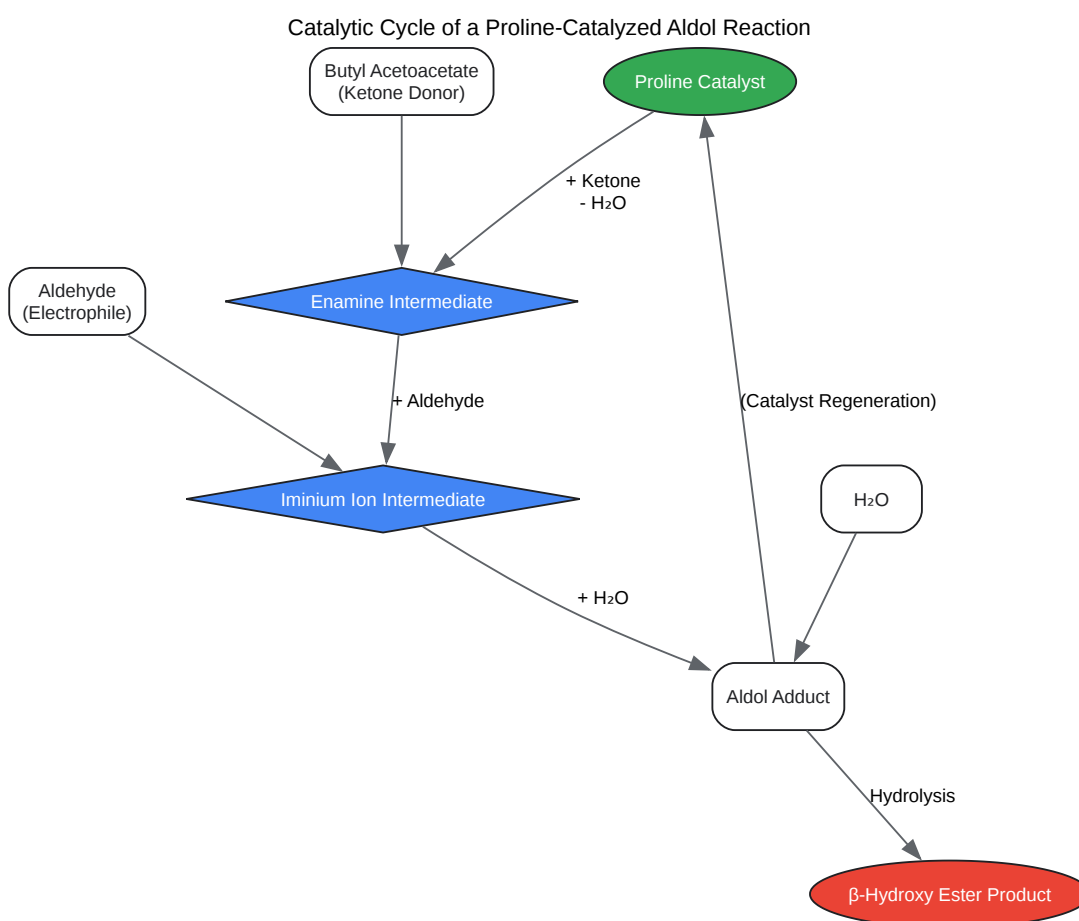 Catalytic Cycle of a Proline-Catalyzed Aldol Reaction
Butyl Acetoacetate
(Ketone Donor)
Proline Catalyst
+ Ketone
- H₂O
Aldehyde
(Electrophile)
Enamine Intermediate
+ Aldehyde
(Catalyst Regeneration)
Iminium Ion Intermediate
H₂O
+ H₂O
Aldol Adduct
Hydrolysis
β-Hydroxy Ester Product